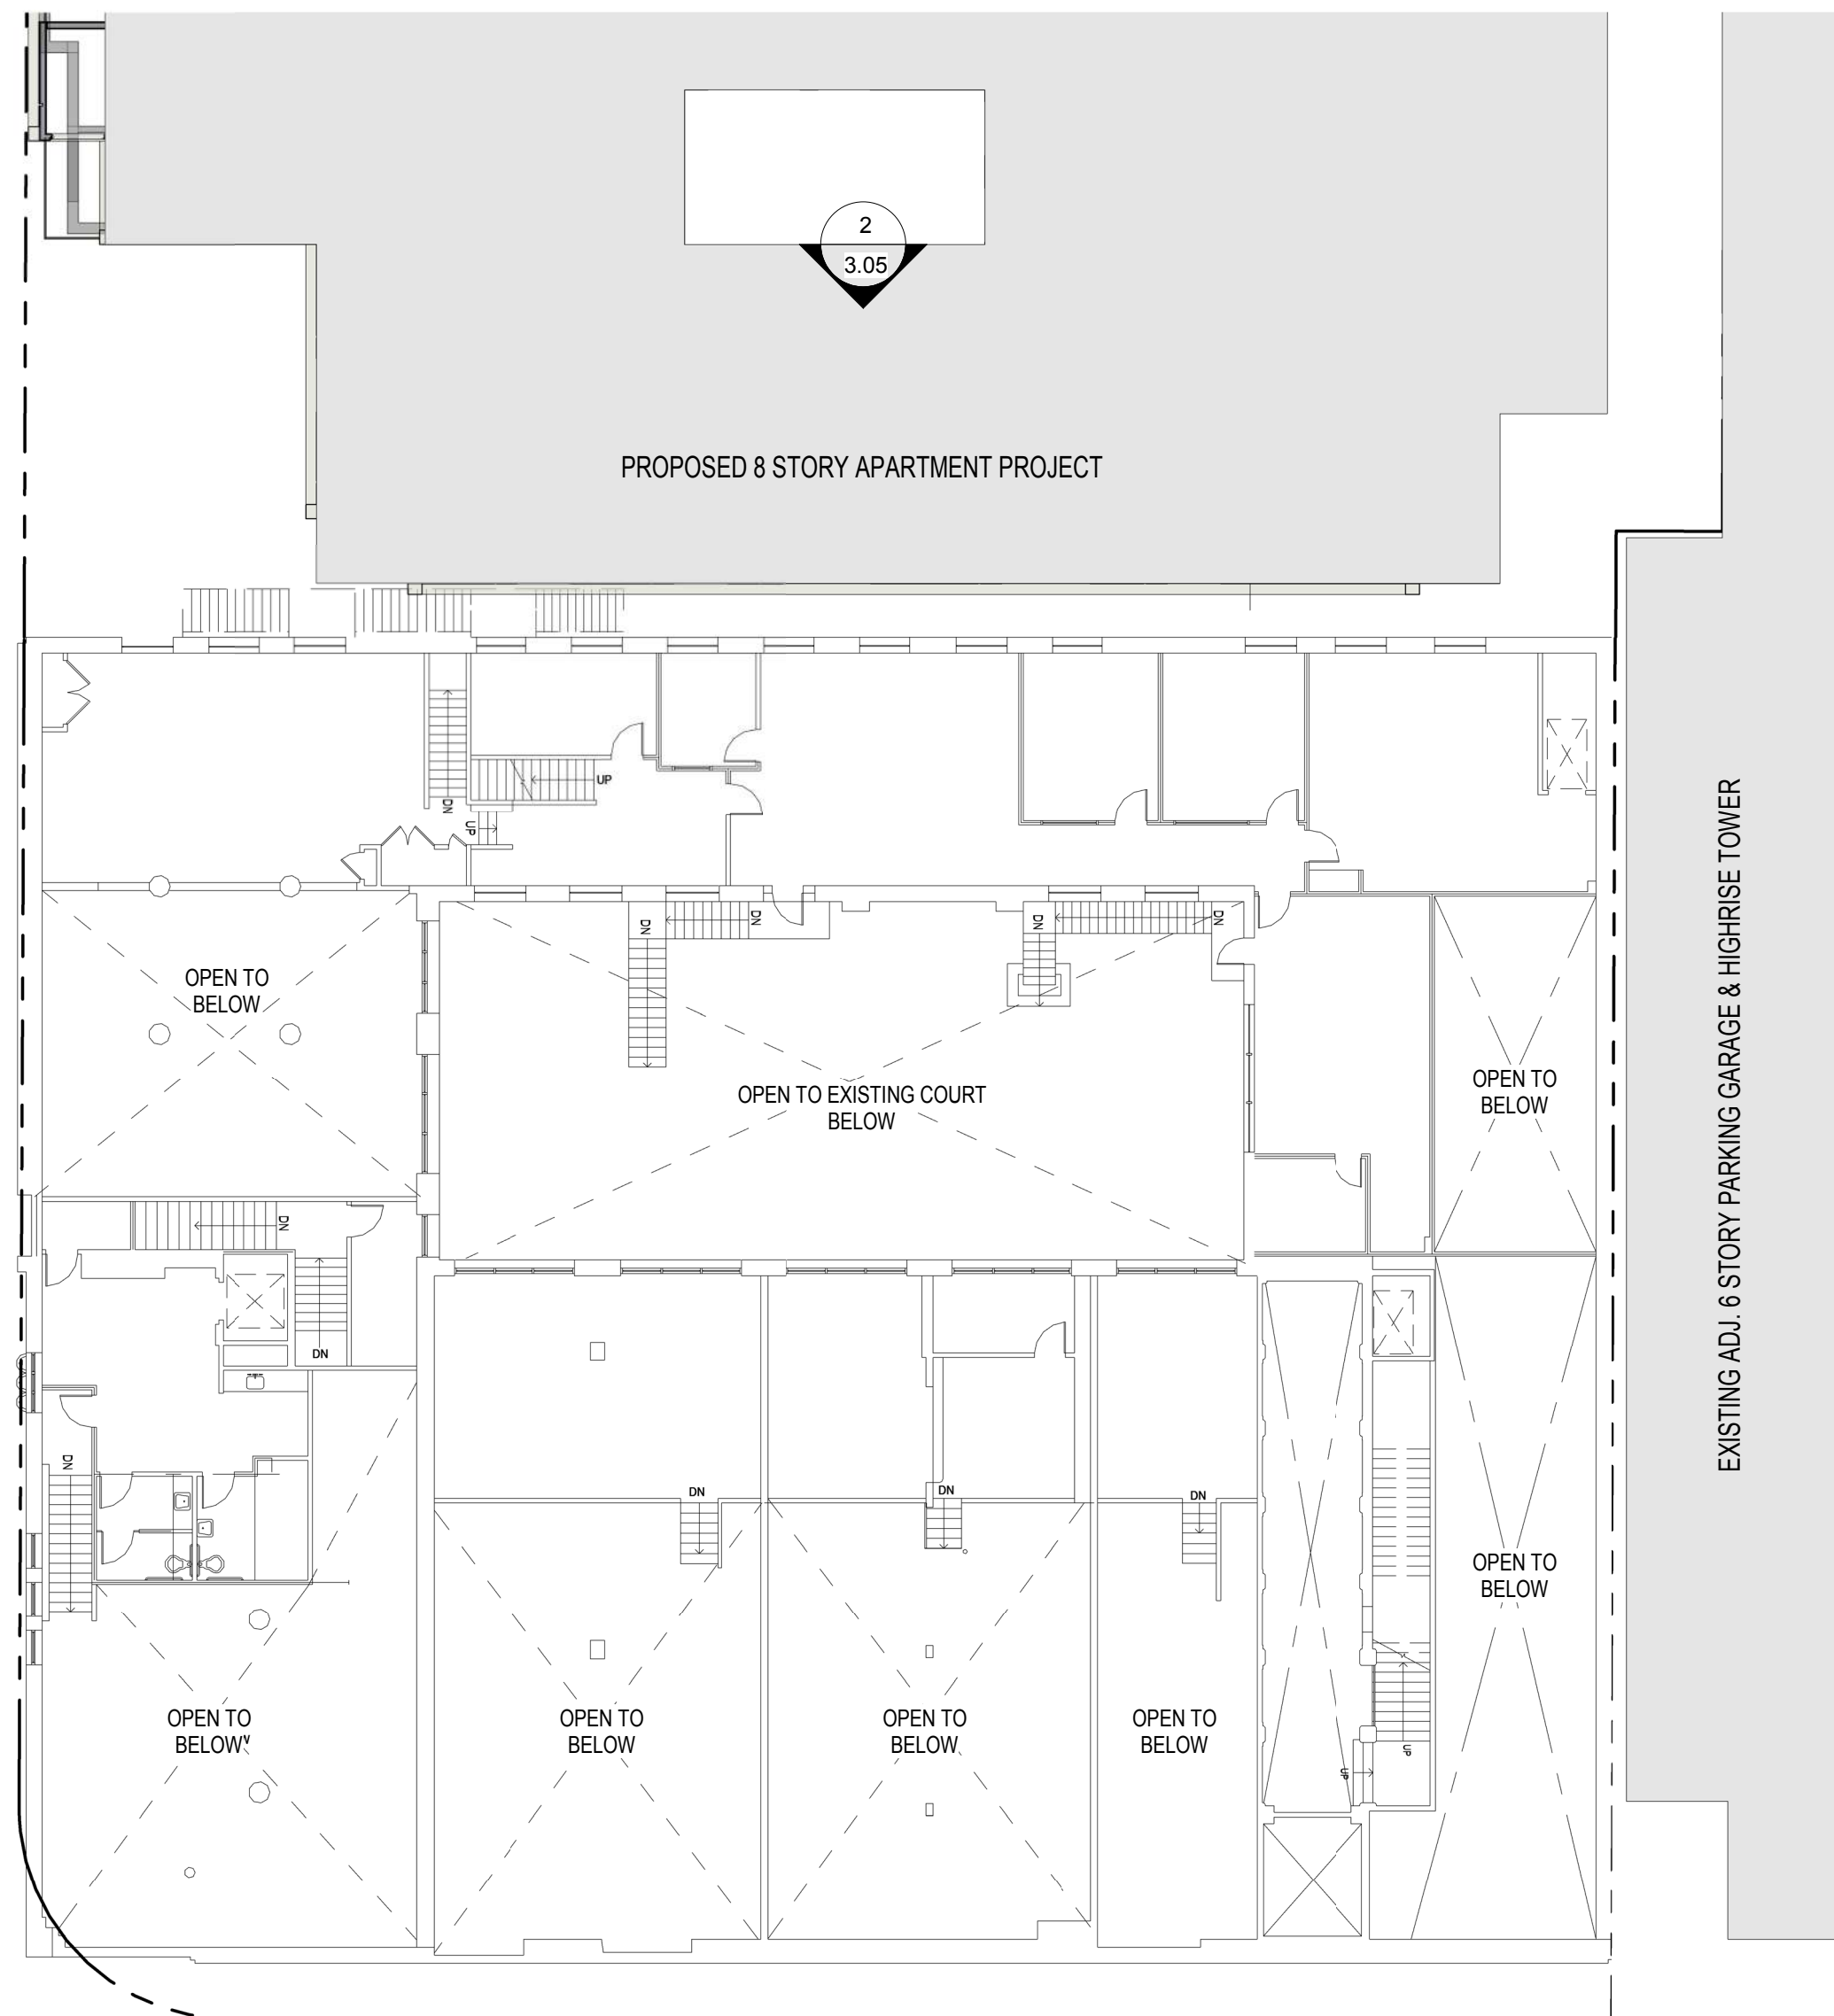 2
3.05
PROPOSED 8 STORY APARTMENT PROJECT
EXISTING ADJ. 6 STORY PARKING GARAGE & HIGHRISE TOWER
UP
DN
UP
DN
DN
DN
DN
OPEN TO
BELOW
OPEN TO EXISTING COURT
BELOW
OPEN TO
BELOW
DN
DN
DN
DN
DN
DN
OPEN TO
BELOW
OPEN TO
BELOW
OPEN TO
BELOW
OPEN TO
BELOW
OPEN TO
BELOW
UP
UP